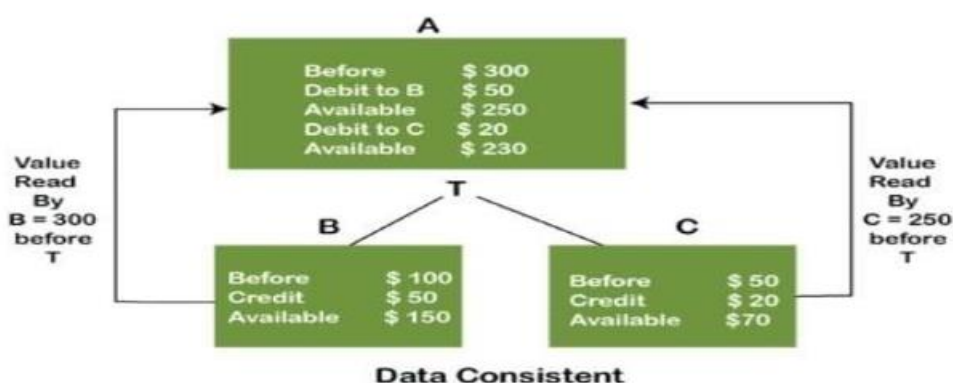 A
Before $ 300
Debit to B $ 50
Available $ 250
Debit to C $ 20
Available $ 230
Value
Read
By
B = 300
before
T
T
Value
Read
By
C = 250
before
T
B
Before $ 100
Credit $ 50
Available $ 150
C
Before $ 50
Credit $ 20
Available $70
Data Consistent